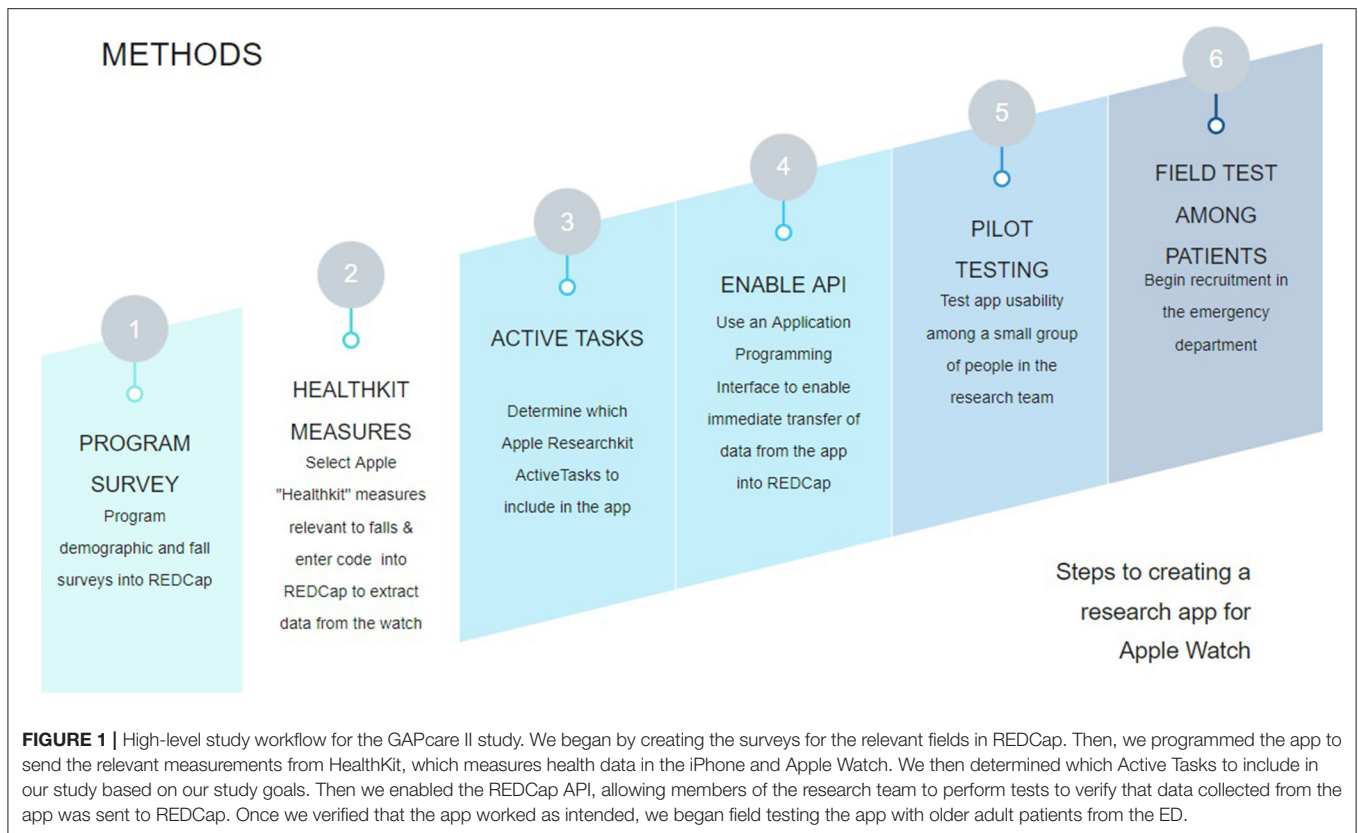 METHODS
1
PROGRAM
SURVEY
Program
demographic and fall
surveys into REDCap
2
HEALTHKIT
MEASURES
Select Apple
"Healthkit" measures
relevant to falls &
enter code into
REDCap to extract
data from the watch
3
ACTIVE TASKS
Determine which
Apple Researchkit
ActiveTasks to
include in the app
4
ENABLE API
Use an Application
Programming
Interface to enable
immediate transfer of
data from the app
into REDCap
5
PILOT
TESTING
Test app usability
among a small group
of people in the
research team
6
FIELD TEST
AMONG
PATIENTS
Begin recruitment in
the emergency
department
Steps to creating a
research app for
Apple Watch
FIGURE 1 | High-level study workflow for the GAPcare II study. We began by creating the surveys for the relevant fields in REDCap. Then, we programmed the app to
send the relevant measurements from HealthKit, which measures health data in the iPhone and Apple Watch. We then determined which Active Tasks to include in
our study based on our study goals. Then we enabled the REDCap API, allowing members of the research team to perform tests to verify that data collected from the
app was sent to REDCap. Once we verified that the app worked as intended, we began field testing the app with older adult patients from the ED.